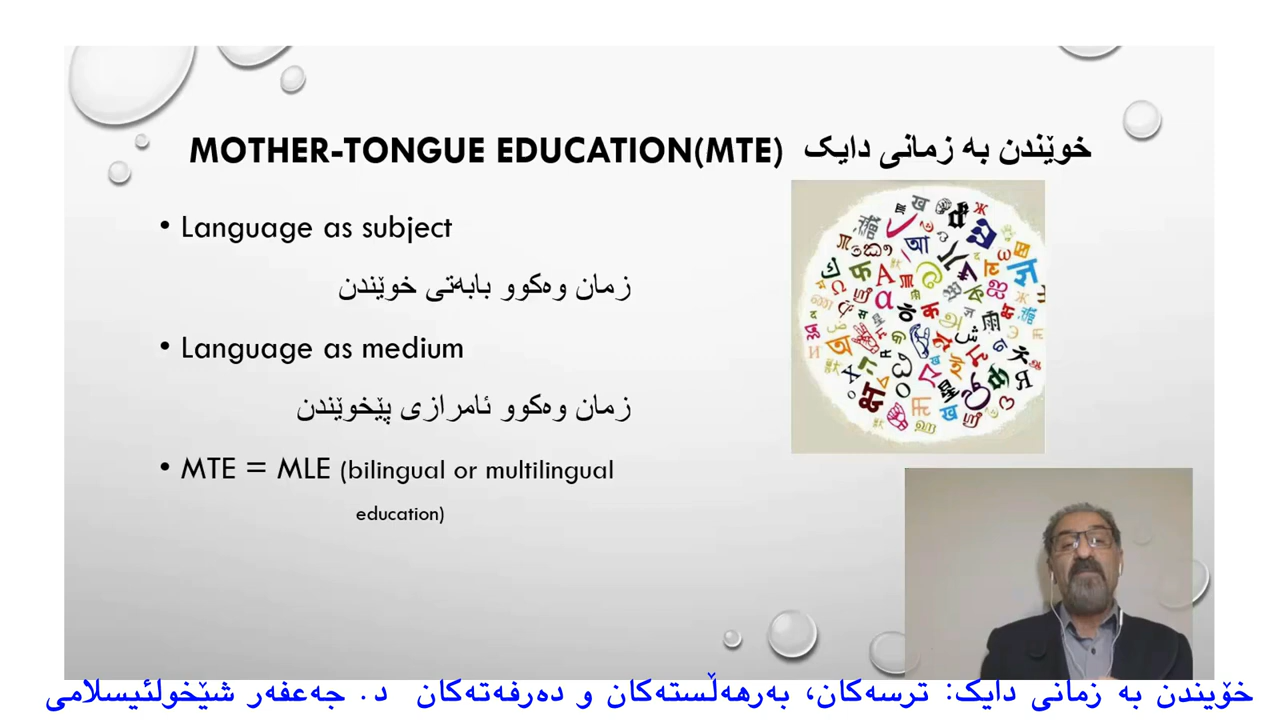 MOTHER-TONGUE EDUCATION(MTE) خوێندن بە زمانی دایک
• Language as subject
زمان وەکوو بابەتی خوێندن
• Language as medium
زمان وەکوو ئامرازی پێخوێندن
• MTE = MLE (bilingual or multilingual
education)
خۆیندن بە زمانی دایک: ترسەکان، بەرهەڵستەکان و دەرفەتەکان د. جەعفەر شێخولئیسلامی